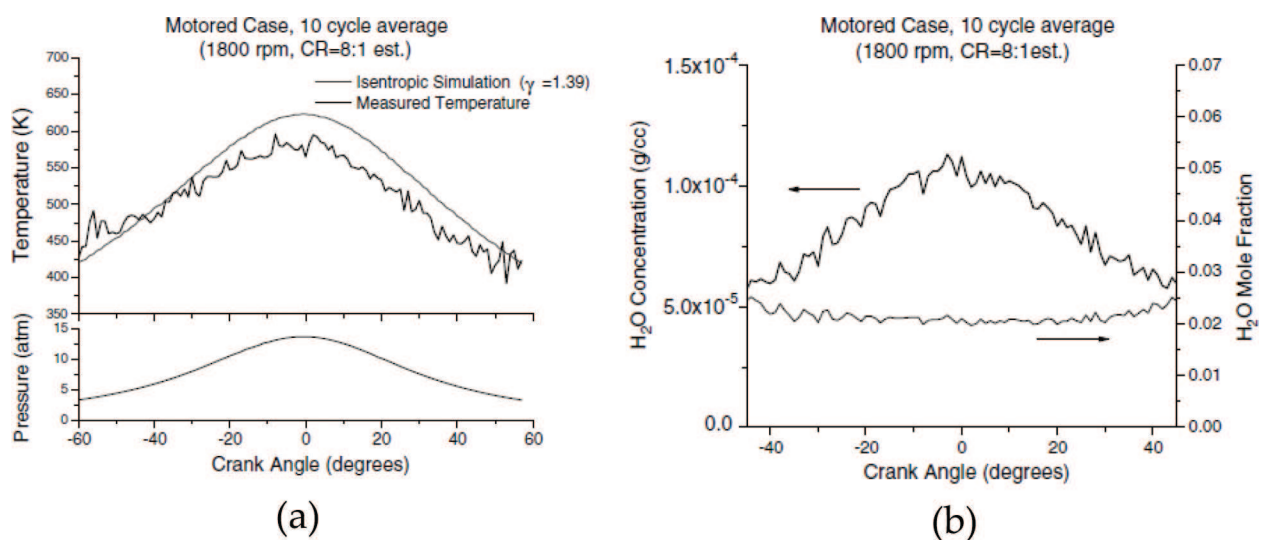 Motored Case, 10 cycle average
(1800 rpm, CR=8:1 est.)
700
650
600
550
500
450
400
350
Temperature (K)
Isentropic Simulation (γ =1.39)
Measured Temperature
15
10
5
0
Pressure (atm)
-60 -40 -20 0 20 40 60
Crank Angle (degrees)
(a)
Motored Case, 10 cycle average
(1800 rpm, CR=8:1est.)
1.5x10⁻⁴
1.0x10⁻⁴
5.0x10⁻⁵
0.0
H₂O Concentration (g/cc)
0.07
0.06
0.05
0.04
0.03
0.02
0.01
0.00
H₂O Mole Fraction
-40 -20 0 20 40
Crank Angle (degrees)
(b)